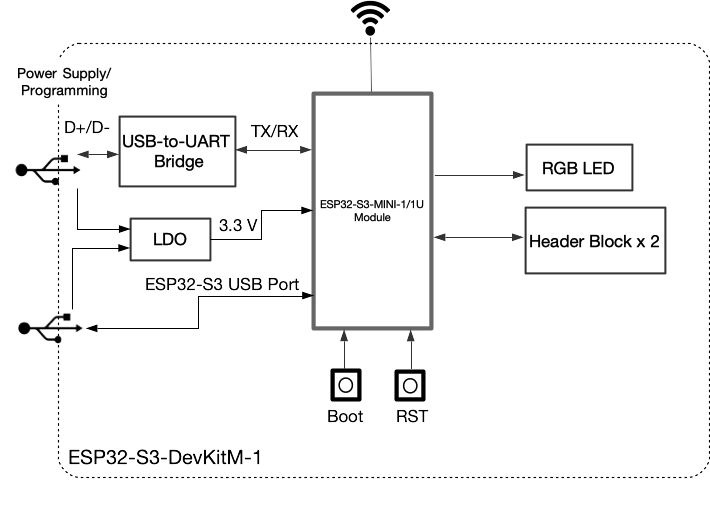 Power Supply/
Programming
D+/D-
USB-to-UART
Bridge
TX/RX
ESP32-S3-MINI-1/1U
Module
RGB LED
LDO
3.3 V
Header Block x 2
ESP32-S3 USB Port
Boot
RST
ESP32-S3-DevKitM-1